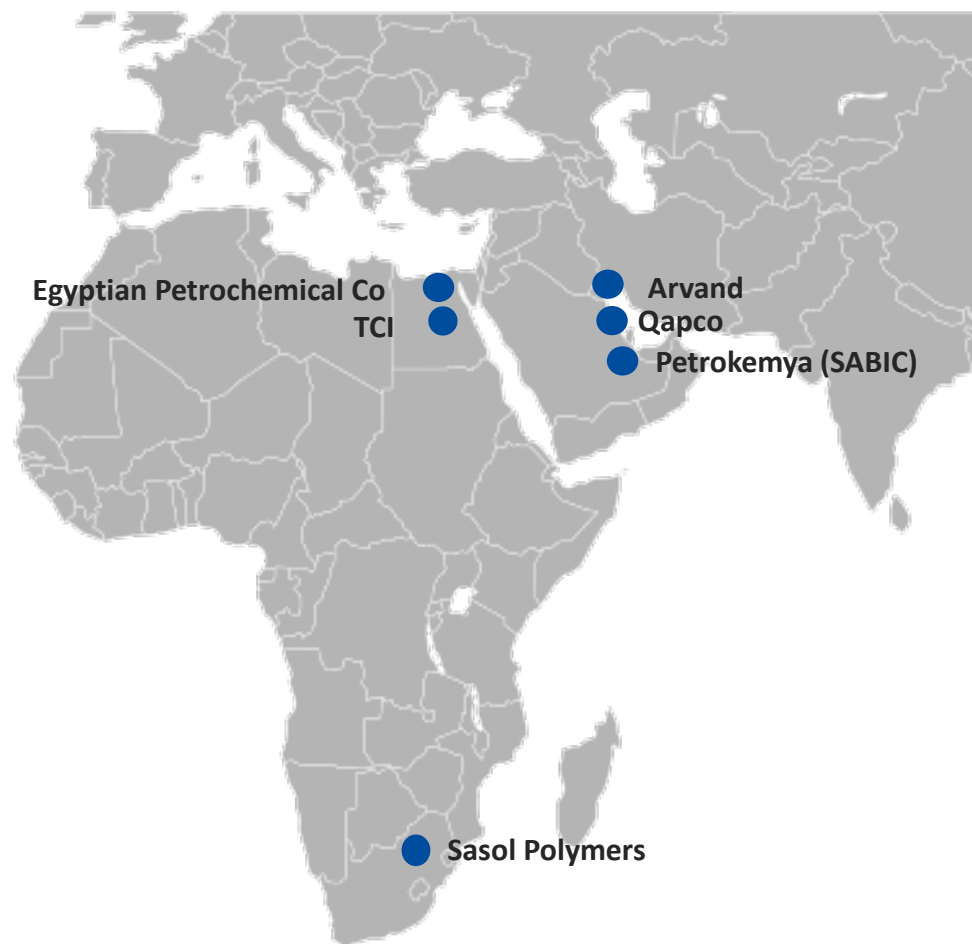 Egyptian Petrochemical Co
TCI
Arvand
Qapco
Petrokemya (SABIC)
Sasol Polymers